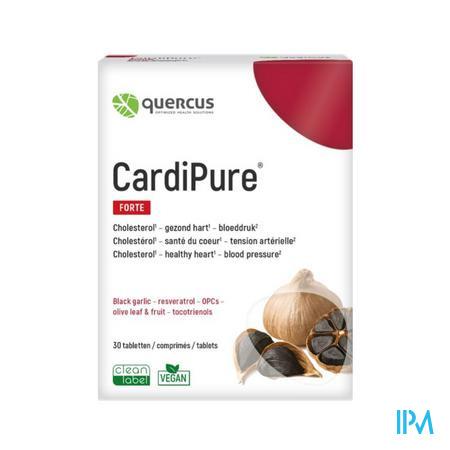 quercus
OPTIMIZED HEALTH SOLUTIONS
CardiPure®
FORTE
Cholesterol¹ – gezond hart¹ – bloeddruk²
Cholestérol¹ – santé du coeur¹ – tension artérielle²
Cholesterol¹ – healthy heart¹ – blood pressure²
Black garlic – resveratrol – OPCs –
olive leaf & fruit – tocotrienols
30 tabletten / comprimés / tablets
clean
label
VEGAN
IPM